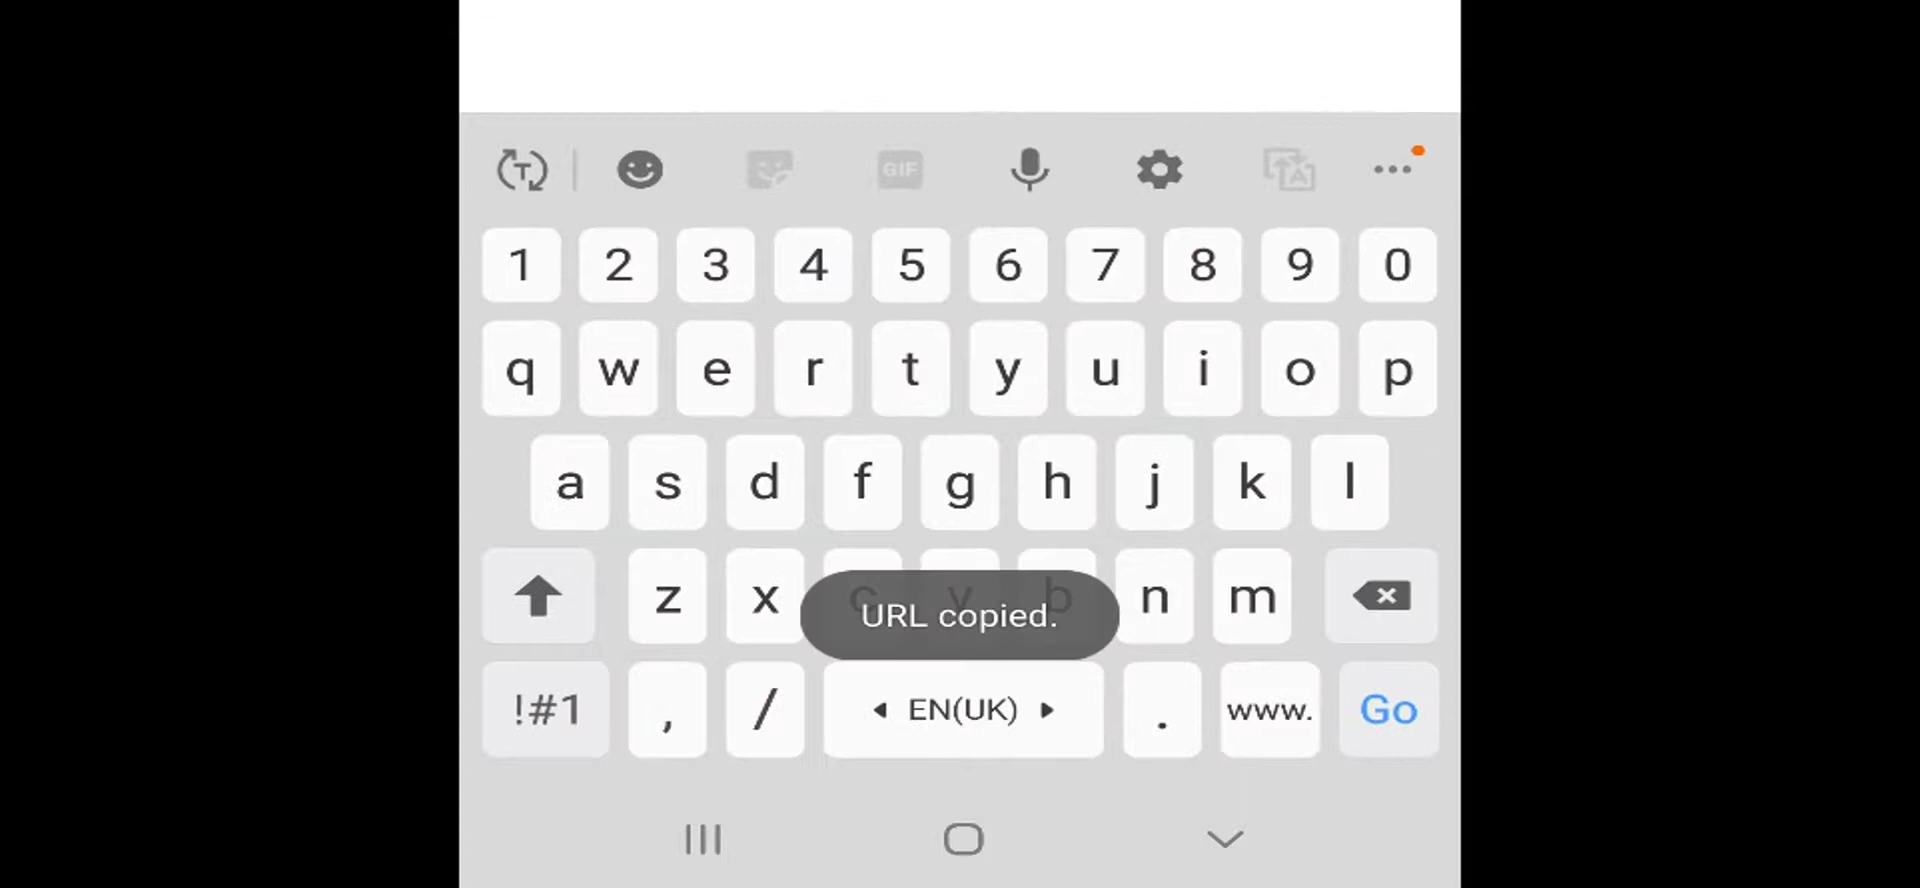 GIF
1 2 3 4 5 6 7 8 9 0
q w e r t y u i o p
a s d f g h j k l
z x c v b n m
URL copied.
!#1 , / EN(UK) . www. Go